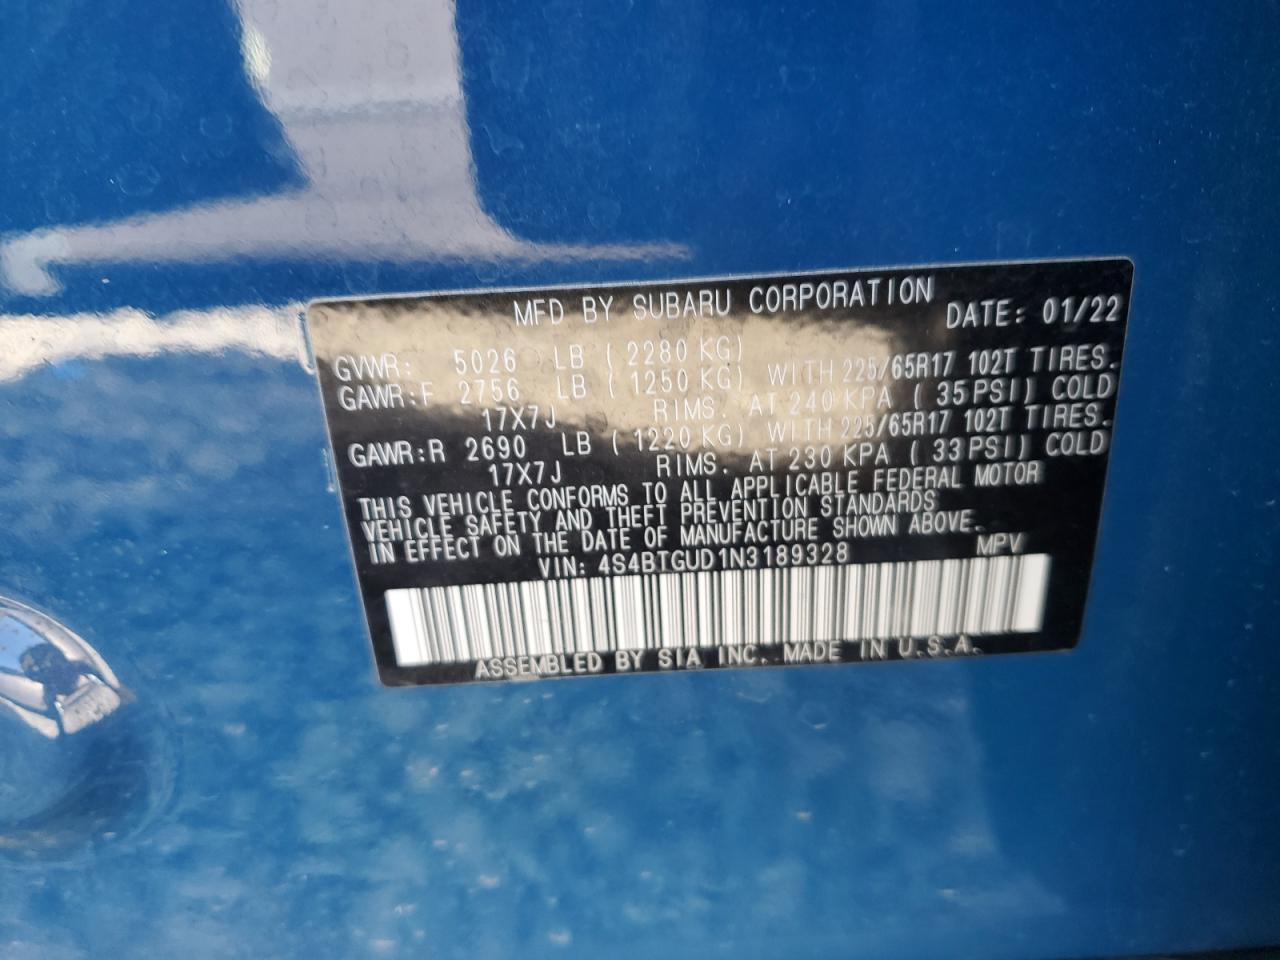 MFD BY SUBARU CORPORATION DATE: 01/22
GVWR: 5026 LB ( 2280 KG)
GAWR:F 2756 LB ( 1250 KG) WITH 225/65R17 102T TIRES.
17X7J RIMS. AT 240 KPA ( 35 PSI) COLD
GAWR:R 2690 LB ( 1220 KG) WITH 225/65R17 102T TIRES.
17X7J RIMS. AT 230 KPA ( 33 PSI) COLD
THIS VEHICLE CONFORMS TO ALL APPLICABLE FEDERAL MOTOR
VEHICLE SAFETY AND THEFT PREVENTION STANDARDS
IN EFFECT ON THE DATE OF MANUFACTURE SHOWN ABOVE.
VIN: 4S4BTGUD1N3189328 MPV
ASSEMBLED BY SIA INC. MADE IN U.S.A.